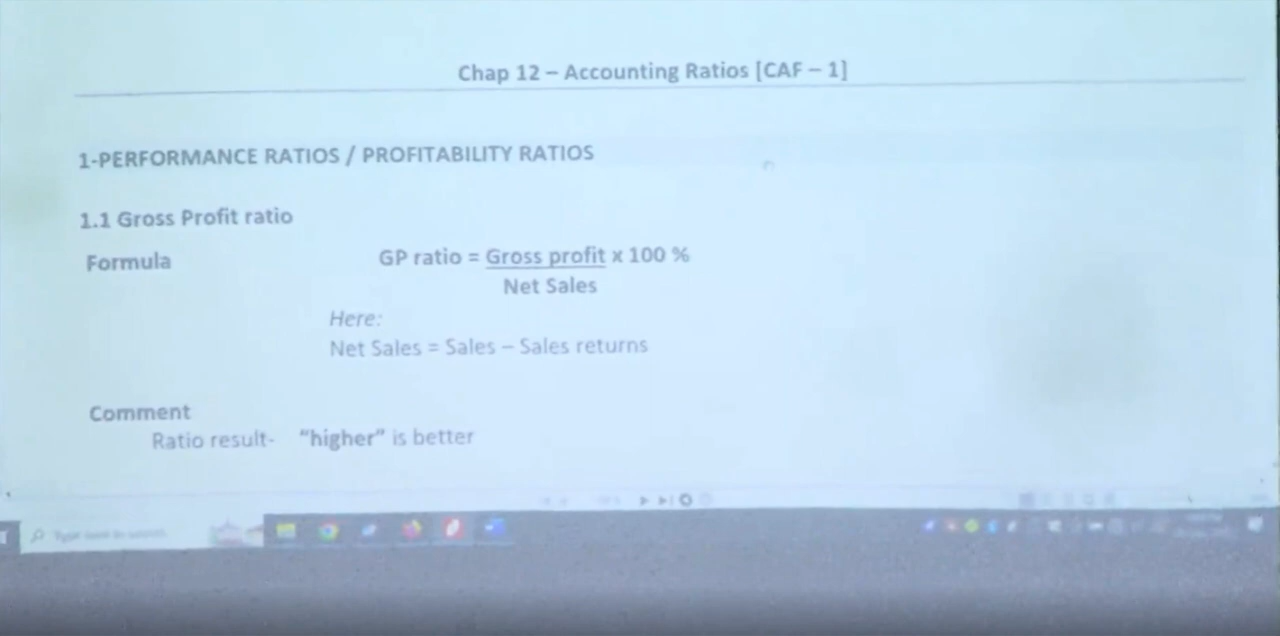 Chap 12 – Accounting Ratios [CAF – 1]
1-PERFORMANCE RATIOS / PROFITABILITY RATIOS
1.1 Gross Profit ratio
Formula GP ratio = Gross profit x 100 %
Net Sales
Here:
Net Sales = Sales – Sales returns
Comment
Ratio result- "higher" is better